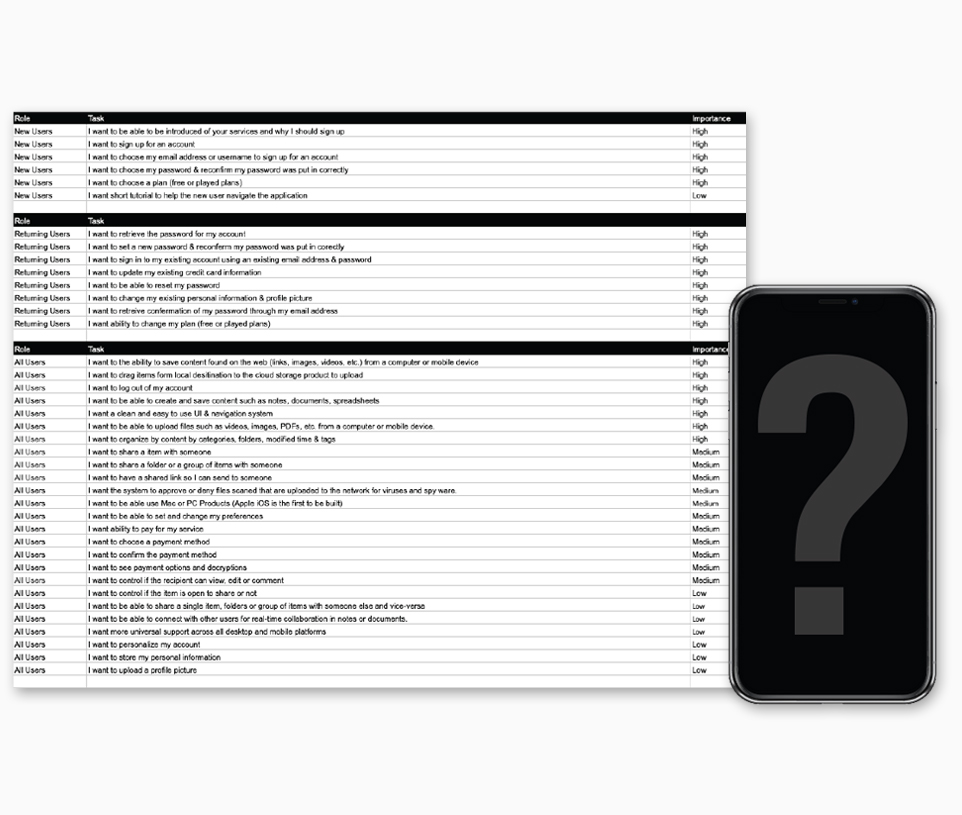 Role Task Importance
New Users I want to be able to be introduced of your services and why I should sign up High
New Users I want to sign up for an account High
New Users I want to choose my email address or username to sign up for an account High
New Users I want to choose my password & reconfirm my password was put in correctly High
New Users I want to choose a plan (free or played plans) High
New Users I want short tutorial to help the new user navigate the application Low
Role Task
Returning Users I want to retrieve the password for my account High
Returning Users I want to set a new password & reconferm my password was put in corectly High
Returning Users I want to sign in to my existing account using an existing email address & password High
Returning Users I want to update my existing credit card information High
Returning Users I want to be able to reset my password High
Returning Users I want to change my existing personal information & profile picture High
Returning Users I want to retreive confermation of my password through my email address High
Returning Users I want ability to change my plan (free or played plans) High
Role Task Importance
All Users I want to the ability to save content found on the web (links, images, videos, etc.) from a computer or mobile device High
All Users I want to drag items form local desitination to the cloud storage product to upload High
All Users I want to log out of my account High
All Users I want to be able to create and save content such as notes, documents, spreadsheets High
All Users I want a clean and easy to use UI & navigation system High
All Users I want to be able to upload files such as videos, images, PDFs, etc. from a computer or mobile device. High
All Users I want to organize by content by categories, folders, modified time & tags High
All Users I want to share a item with someone Medium
All Users I want to share a folder or a group of items with someone Medium
All Users I want to have a shared link so I can send to someone Medium
All Users I want the system to approve or deny files scaned that are uploaded to the network for viruses and spy ware. Medium
All Users I want to be able use Mac or PC Products (Apple iOS is the first to be built) Medium
All Users I want to be able to set and change my preferences Medium
All Users I want ability to pay for my service Medium
All Users I want to choose a payment method Medium
All Users I want to confirm the payment method Medium
All Users I want to see payment options and decryptions Medium
All Users I want to control if the recipient can view, edit or comment Medium
All Users I want to control if the item is open to share or not Low
All Users I want to be able to share a single item, folders or group of items with someone else and vice-versa Low
All Users I want to be able to connect with other users for real-time collaboration in notes or documents. Low
All Users I want more universal support across all desktop and mobile platforms Low
All Users I want to personalize my account Low
All Users I want to store my personal information Low
All Users I want to upload a profile picture Low
?